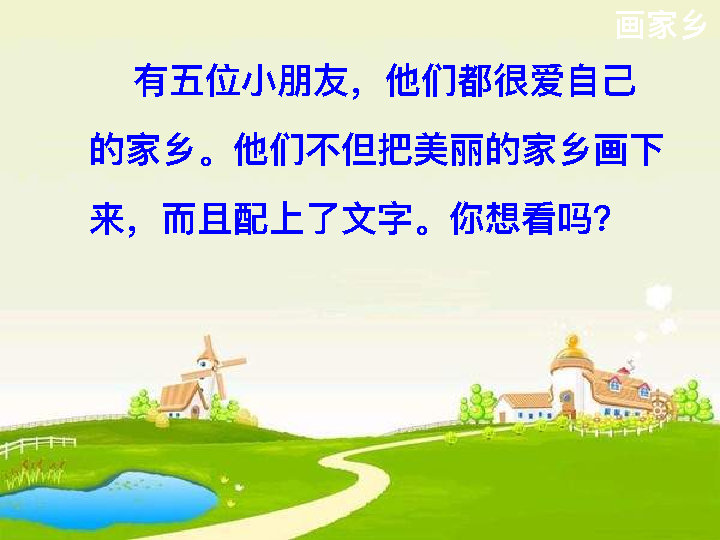 画家乡
有五位小朋友，他们都很爱自己
的家乡。他们不但把美丽的家乡画下
来，而且配上了文字。你想看吗？